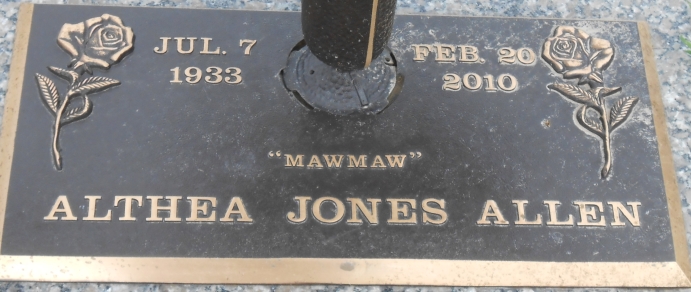 JUL. 7 FEB. 20
1933 2010
"MAWMAW"
ALTHEA JONES ALLEN